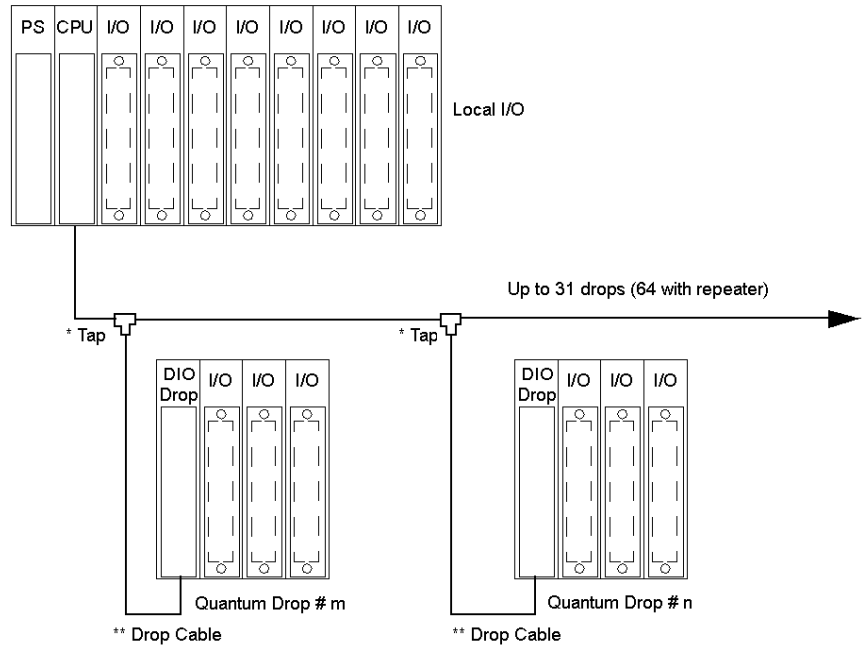 PS CPU I/O I/O I/O I/O I/O I/O I/O I/O
Local I/O
Up to 31 drops (64 with repeater)
* Tap
* Tap
DIO Drop I/O I/O I/O
DIO Drop I/O I/O I/O
Quantum Drop # m
Quantum Drop # n
** Drop Cable
** Drop Cable